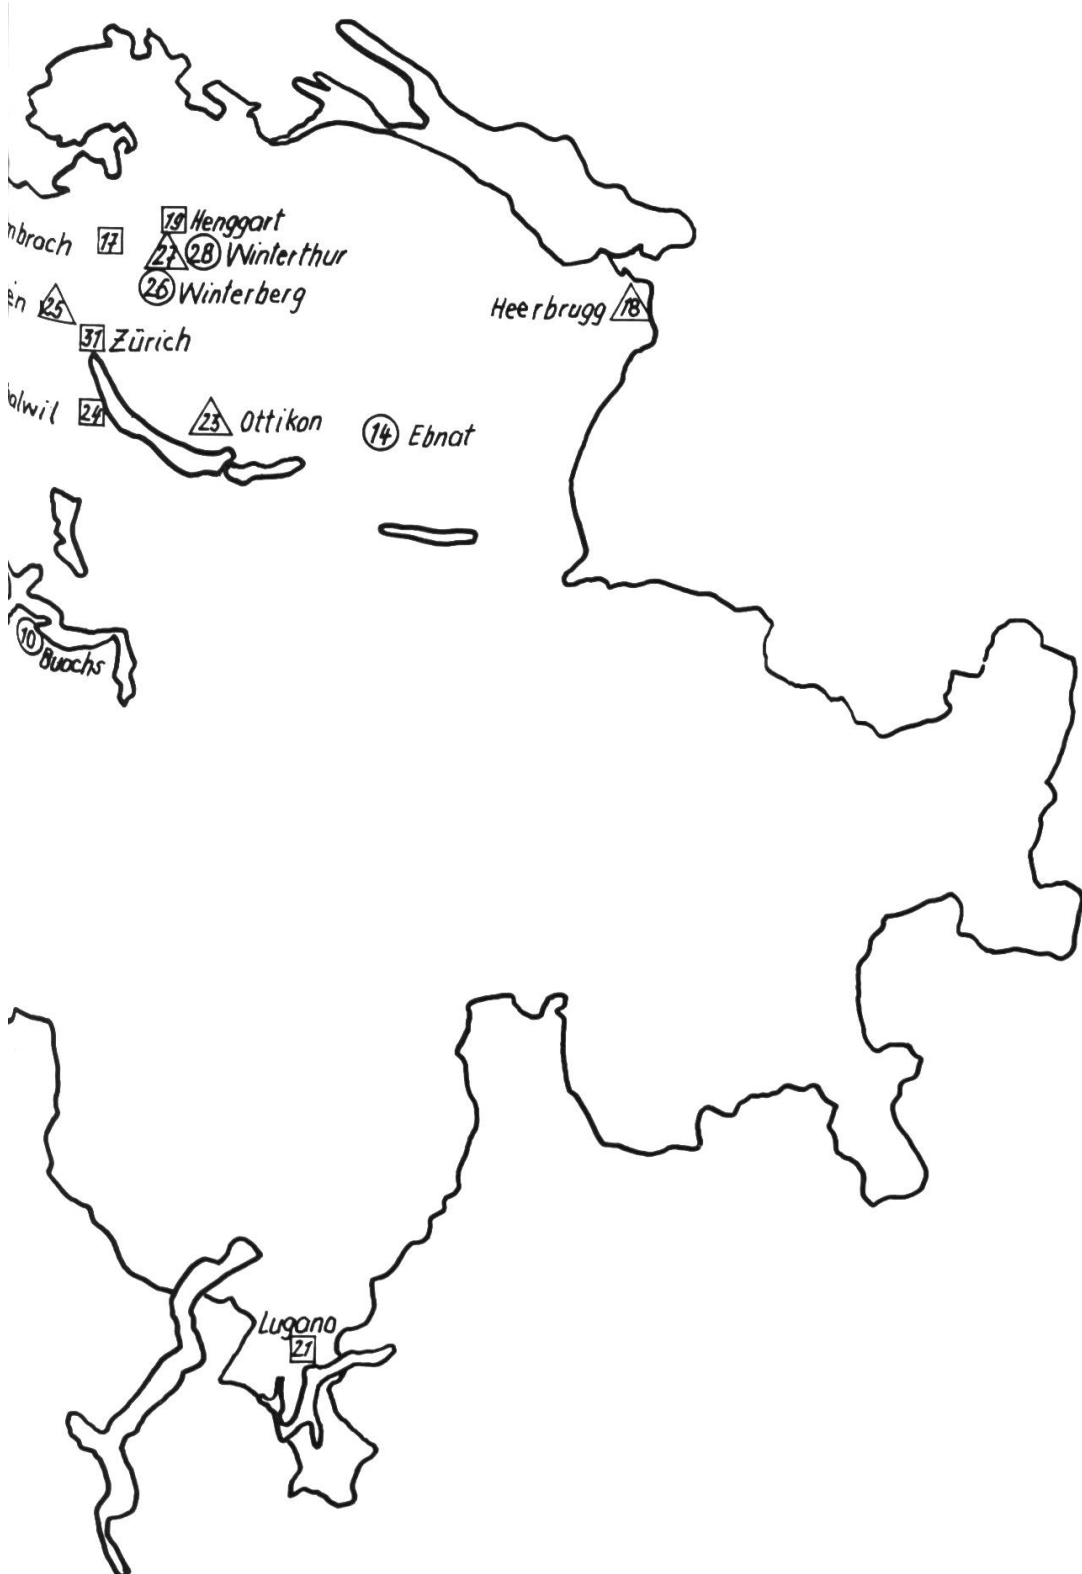 19 Henggart
mbrach 17
27 28 Winterthur
26 Winterberg
en 25
Heerbrugg 18
31 Zürich
alwil 24
23 Ottikon
14 Ebnat
10
Buochs
Lugano
21